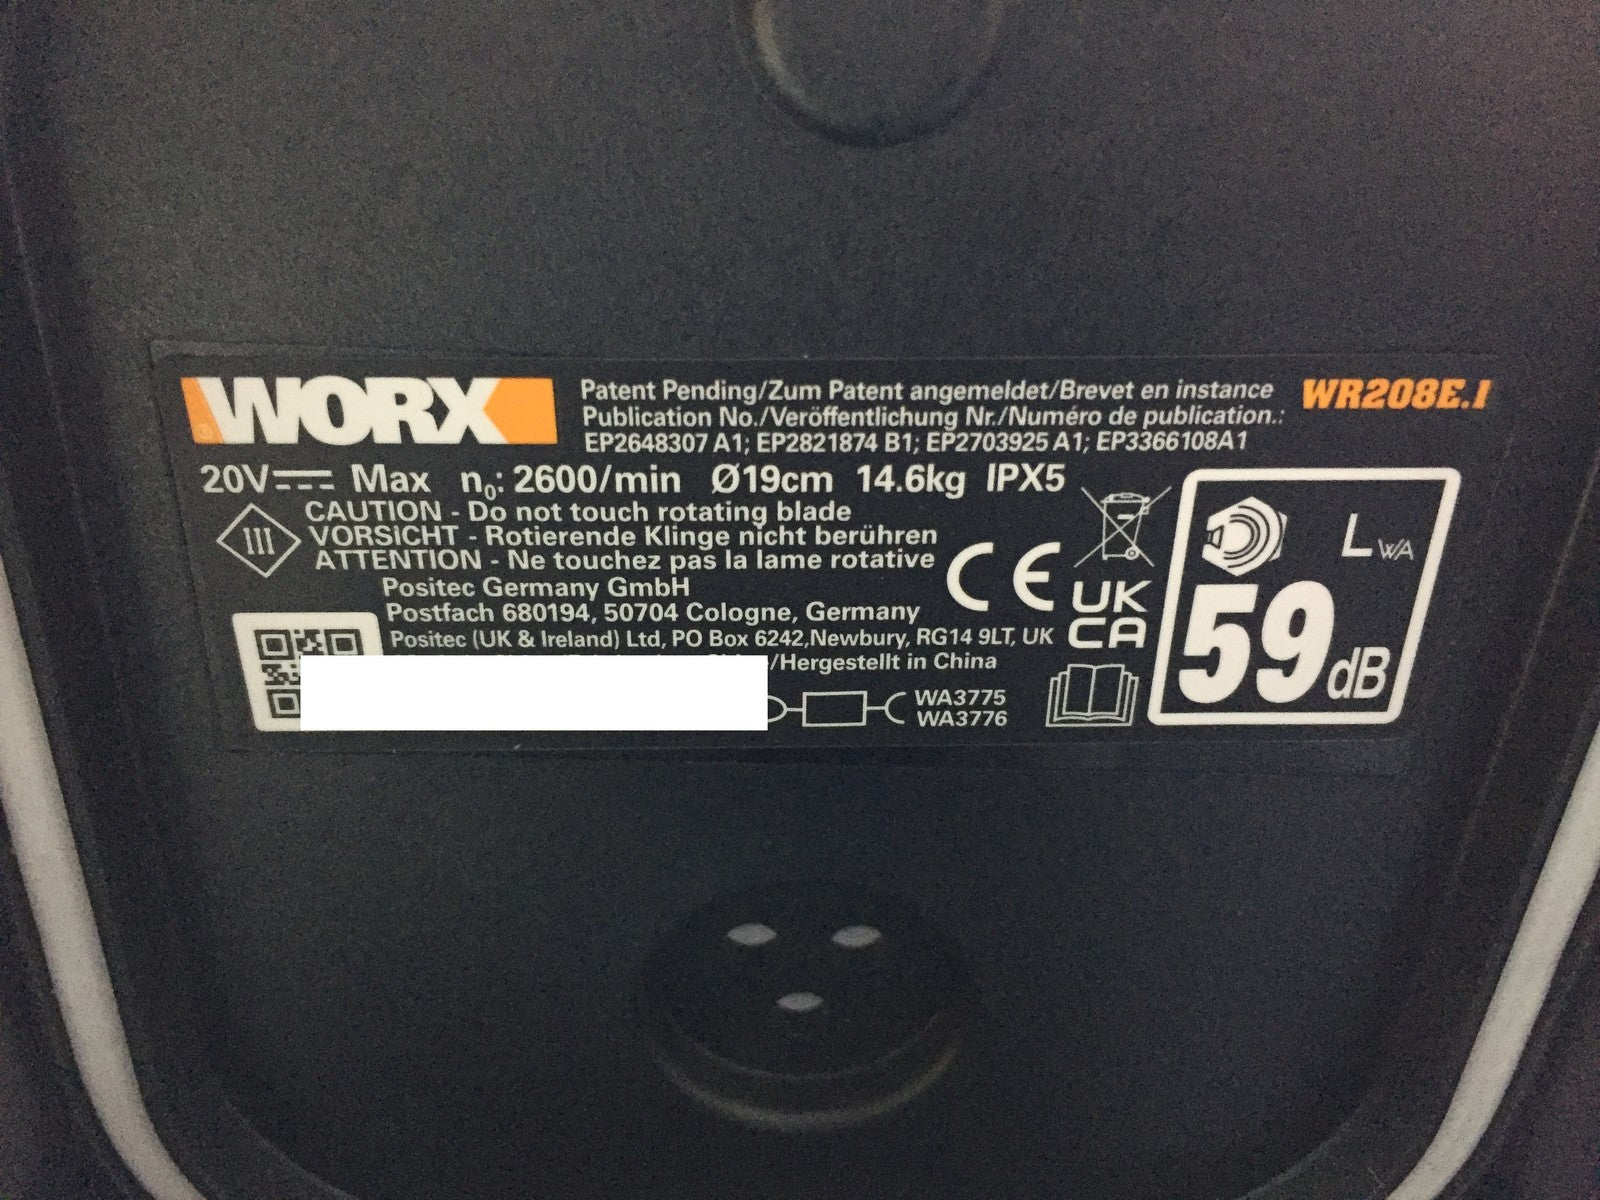 WORX
Patent Pending/Zum Patent angemeldet/Brevet en instance
WR208E.1
Publication No./Veröffentlichung Nr./Numéro de publication.:
EP2648307 A1; EP2821874 B1; EP2703925 A1; EP3366108A1
20V Max n0: 2600/min Ø19cm 14.6kg IPX5
III
CAUTION - Do not touch rotating blade
VORSICHT - Rotierende Klinge nicht berühren
ATTENTION - Ne touchez pas la lame rotative
Positec Germany GmbH
Postfach 680194, 50704 Cologne, Germany
Positec (UK & Ireland) Ltd, PO Box 6242,Newbury, RG14 9LT, UK
/Hergestellt in China
WA3775
WA3776
CE
UK
CA
LWA
59dB